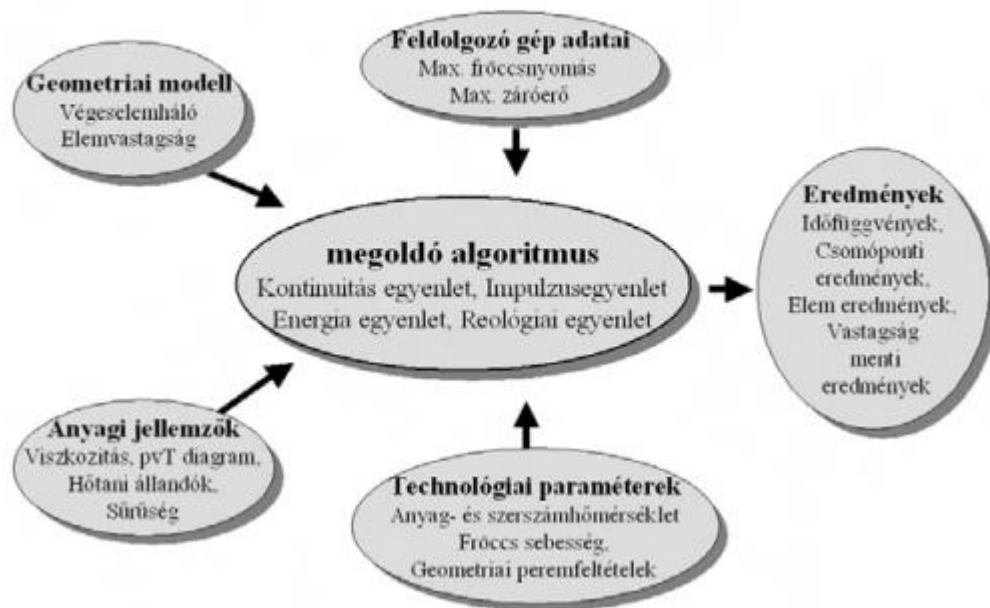 Geometriai modell
Végeselemháló
Elemvastagság
Feldolgozó gép adatai
Max. fröccsnyomás
Max. záróerő
megoldó algoritmus
Kontinuitás egyenlet, Impulzusegyenlet
Energia egyenlet, Reológiai egyenlet
Eredmények
Időfüggvények,
Csomóponti
eredmények,
Elem eredmények,
Vastagság
menti
eredmények
Anyagi jellemzők
Viszkozitás, pvT diagram,
Hőtani állandók,
Sűrűség
Technológiai paraméterek
Anyag- és szerszámhőmérséklet
Fröccs sebesség,
Geometriai peremfeltételek